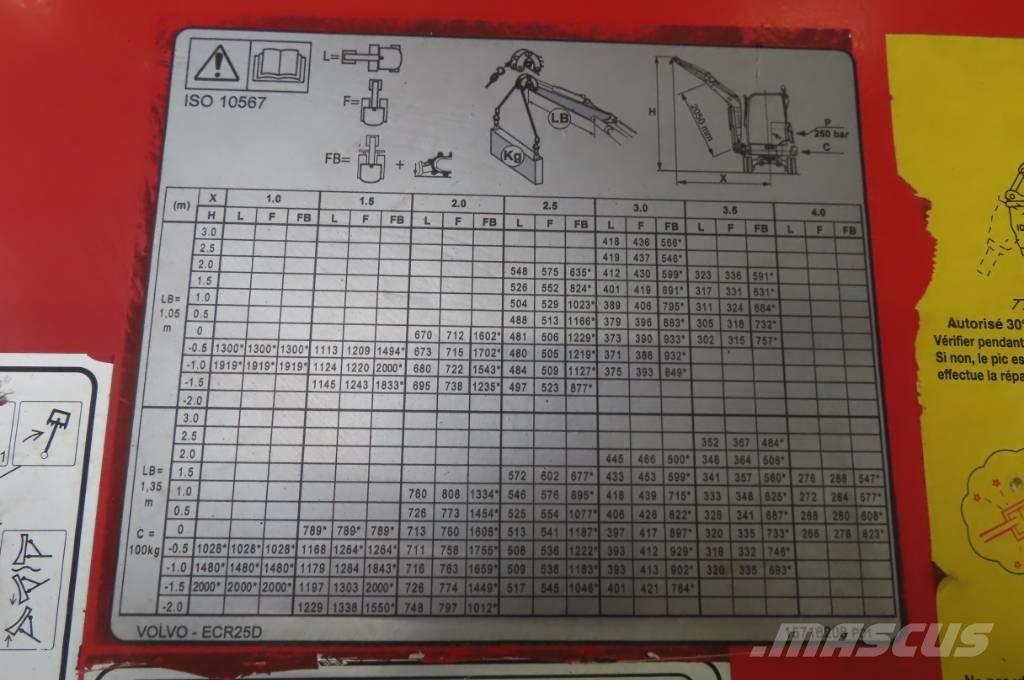 ISO 10567
L=
F=
FB= +
LB
Kg
H
2050 mm
P
250 bar
C
X
(m) X 1.0 1.5 2.0 2.5 3.0 3.5 4.0
H L F FB L F FB L F FB L F FB L F FB L F FB L F FB
LB= 1,05 m
3.0 418 436 566*
2.5 419 437 546*
2.0 548 575 635* 412 430 599* 323 336 591*
1.5 526 552 824* 401 419 691* 317 331 631*
1.0 504 529 1023* 389 406 795* 311 324 684*
0.5 488 513 1166* 379 396 883* 306 318 732*
0 670 712 1602* 481 506 1229* 373 390 933* 302 315 757*
-0.5 1300* 1300* 1300* 1113 1209 1494* 673 715 1702* 480 505 1219* 371 388 932*
-1.0 1919* 1919* 1919* 1124 1220 2000* 680 722 1543* 484 509 1127* 375 393 849*
-1.5 1145 1243 1833* 695 738 1235* 497 523 877*
-2.0
LB= 1,35 m
C = 100kg
3.0
2.5 352 367 484*
2.0 445 466 500* 348 364 506*
1.5 572 602 677* 433 453 599* 341 357 560* 276 288 547*
1.0 760 808 1334* 546 576 895* 418 439 715* 333 348 625* 272 284 577*
0.5 726 773 1454* 525 554 1077* 406 426 822* 326 341 687* 268 280 608*
0 789* 789* 789* 713 760 1608* 513 541 1187* 397 417 897* 320 335 733* 266 278 623*
-0.5 1028* 1028* 1028* 1168 1264* 1264* 711 758 1755* 508 536 1222* 393 412 929* 318 332 746*
-1.0 1480* 1480* 1480* 1179 1284 1843* 716 763 1659* 509 538 1183* 393 413 902* 320 335 693*
-1.5 2000* 2000* 2000* 1197 1303 2000* 726 774 1449* 517 545 1046* 401 421 764*
-2.0 1229 1338 1550* 748 797 1012*
VOLVO - ECR25D
MASCUS
Autorisé 30
Vérifier pendant
Si non, le pic es
effectue la répa
1